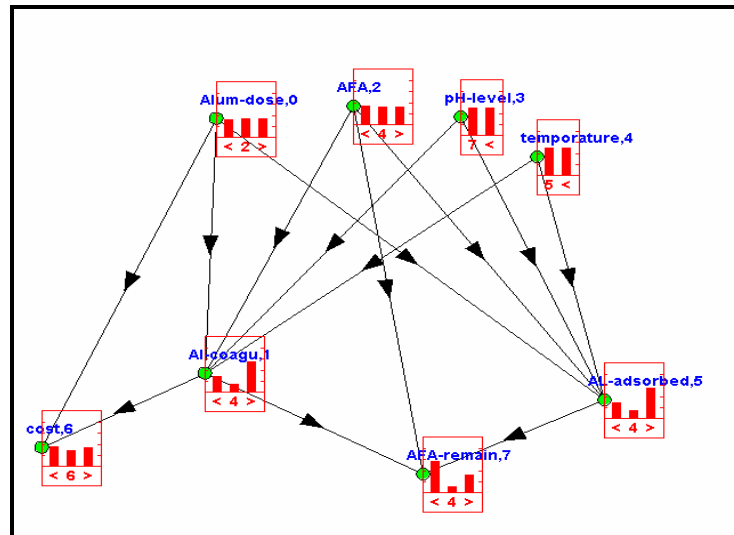 AFA,2
Alum-dose,0
pH-level,3
temporature,4
< 2 >
< 4 >
7 <
5 <
Al-coagu,1
< 4 >
AL-adsorbed,5
< 4 >
cost,6
< 6 >
AFA-remain,7
< 4 >